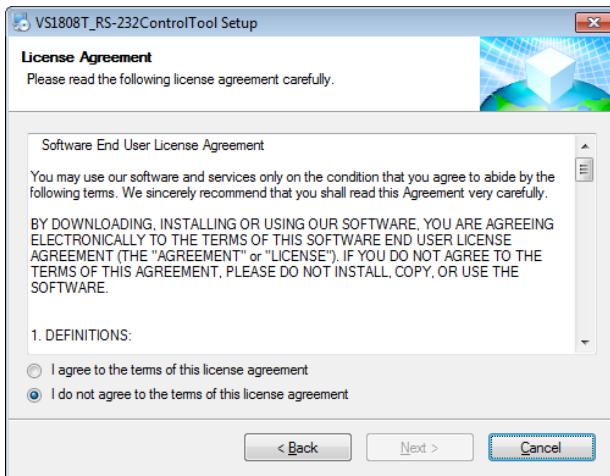 VS1808T_RS-232ControlTool Setup
License Agreement
Please read the following license agreement carefully.
Software End User License Agreement
You may use our software and services only on the condition that you agree to abide by the
following terms. We sincerely recommend that you shall read this Agreement very carefully.
BY DOWNLOADING, INSTALLING OR USING OUR SOFTWARE, YOU ARE AGREEING
ELECTRONICALLY TO THE TERMS OF THIS SOFTWARE END USER LICENSE
AGREEMENT (THE "AGREEMENT" or "LICENSE"). IF YOU DO NOT AGREE TO THE
TERMS OF THIS AGREEMENT, PLEASE DO NOT INSTALL, COPY, OR USE THE
SOFTWARE.
1. DEFINITIONS:
I agree to the terms of this license agreement
I do not agree to the terms of this license agreement
< Back
Next >
Cancel